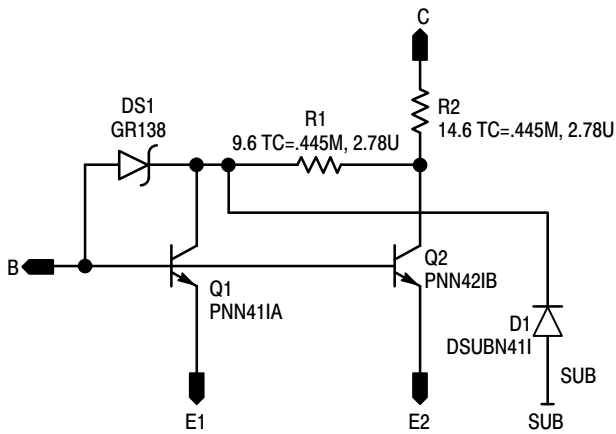 C
DS1
GR138
R1
9.6 TC=.445M, 2.78U
R2
14.6 TC=.445M, 2.78U
B
Q1
PNN41IA
Q2
PNN42IB
D1
DSUBN41I
SUB
E1
E2
SUB